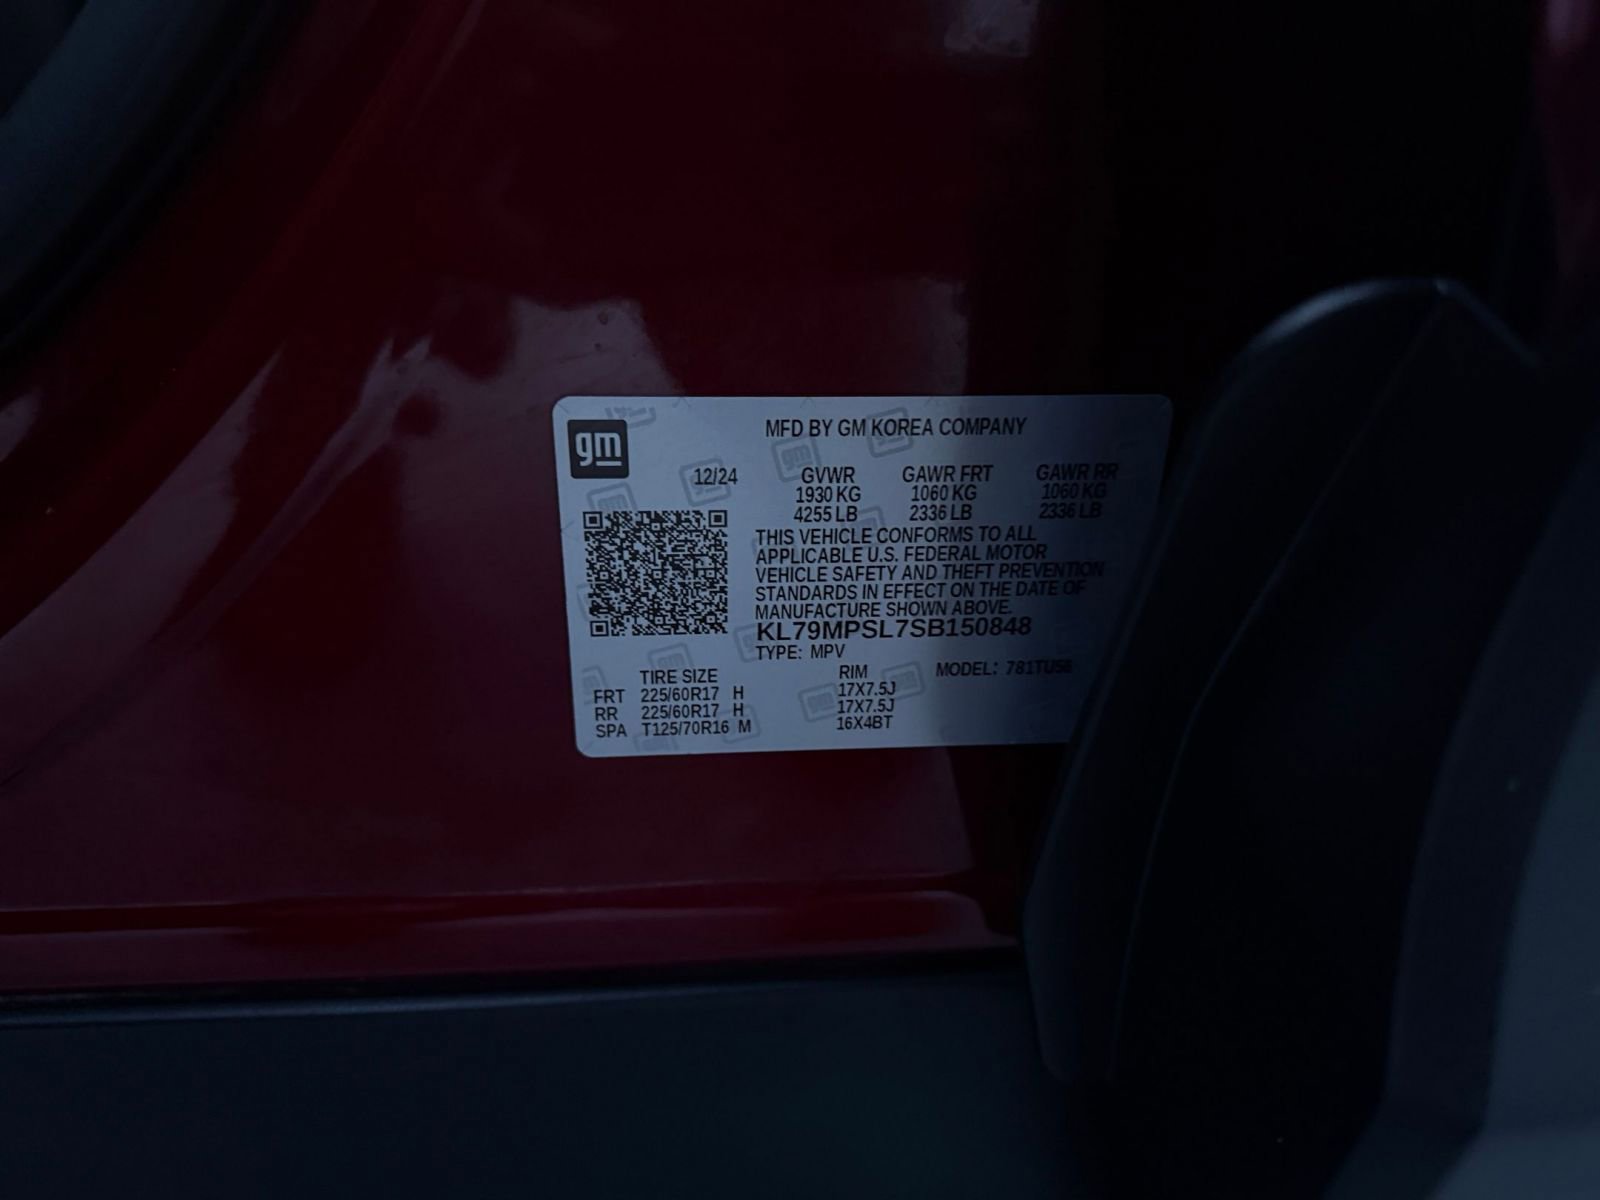 gm
MFD BY GM KOREA COMPANY
12/24 GVWR GAWR FRT GAWR RR
1930 KG 1060 KG 1060 KG
4255 LB 2336 LB 2336 LB
THIS VEHICLE CONFORMS TO ALL
APPLICABLE U.S. FEDERAL MOTOR
VEHICLE SAFETY AND THEFT PREVENTION
STANDARDS IN EFFECT ON THE DATE OF
MANUFACTURE SHOWN ABOVE.
KL79MPSL7SB150848
TYPE: MPV
TIRE SIZE RIM MODEL: 781TU56
FRT 225/60R17 H 17X7.5J
RR 225/60R17 H 17X7.5J
SPA T125/70R16 M 16X4BT